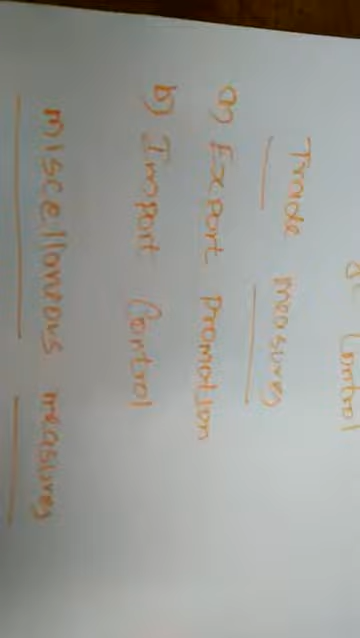 Control
Trade measures
a) Export Promotion
b) Import Control
Miscellaneous measures